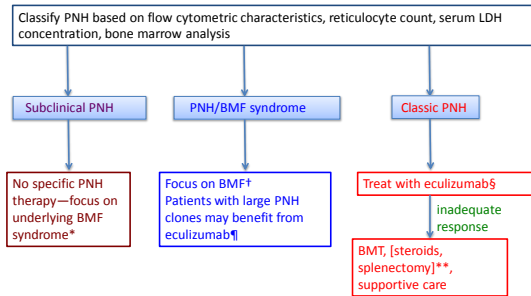 Classify PNH based on flow cytometric characteristics, reticulocyte count, serum LDH
concentration, bone marrow analysis
Subclinical PNH
PNH/BMF syndrome
Classic PNH
No specific PNH
therapy—focus on
underlying BMF
syndrome*
Focus on BMF†
Patients with large PNH
clones may benefit from
eculizumab¶
Treat with eculizumab§
inadequate
response
BMT, [steroids,
splenectomy]**,
supportive care